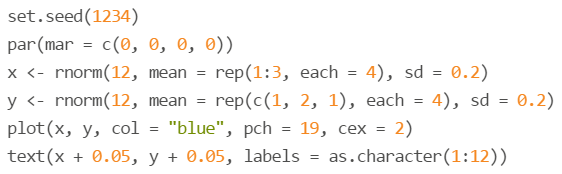 set.seed(1234)
par(mar = c(0, 0, 0, 0))
x <- rnorm(12, mean = rep(1:3, each = 4), sd = 0.2)
y <- rnorm(12, mean = rep(c(1, 2, 1), each = 4), sd = 0.2)
plot(x, y, col = "blue", pch = 19, cex = 2)
text(x + 0.05, y + 0.05, labels = as.character(1:12))